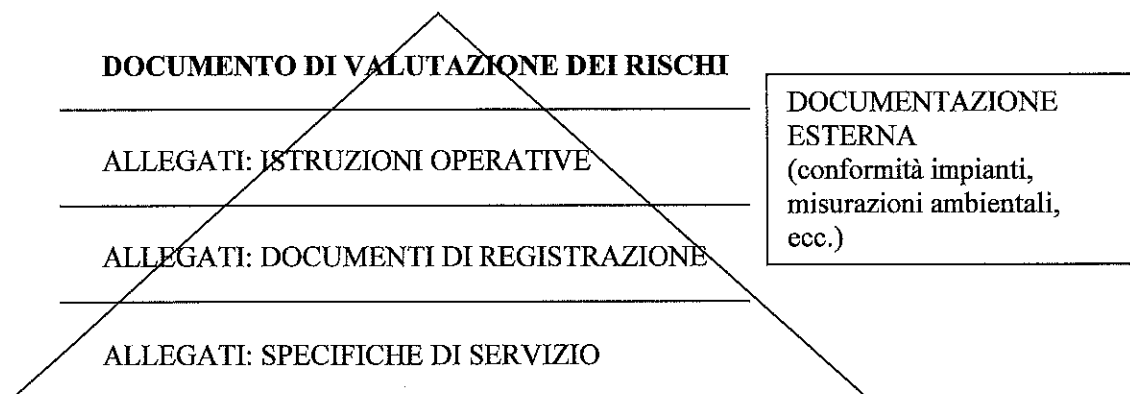 DOCUMENTO DI VALUTAZIONE DEI RISCHI
ALLEGATI: ISTRUZIONI OPERATIVE
ALLEGATI: DOCUMENTI DI REGISTRAZIONE
ALLEGATI: SPECIFICHE DI SERVIZIO
DOCUMENTAZIONE
ESTERNA
(conformità impianti,
misurazioni ambientali,
ecc.)